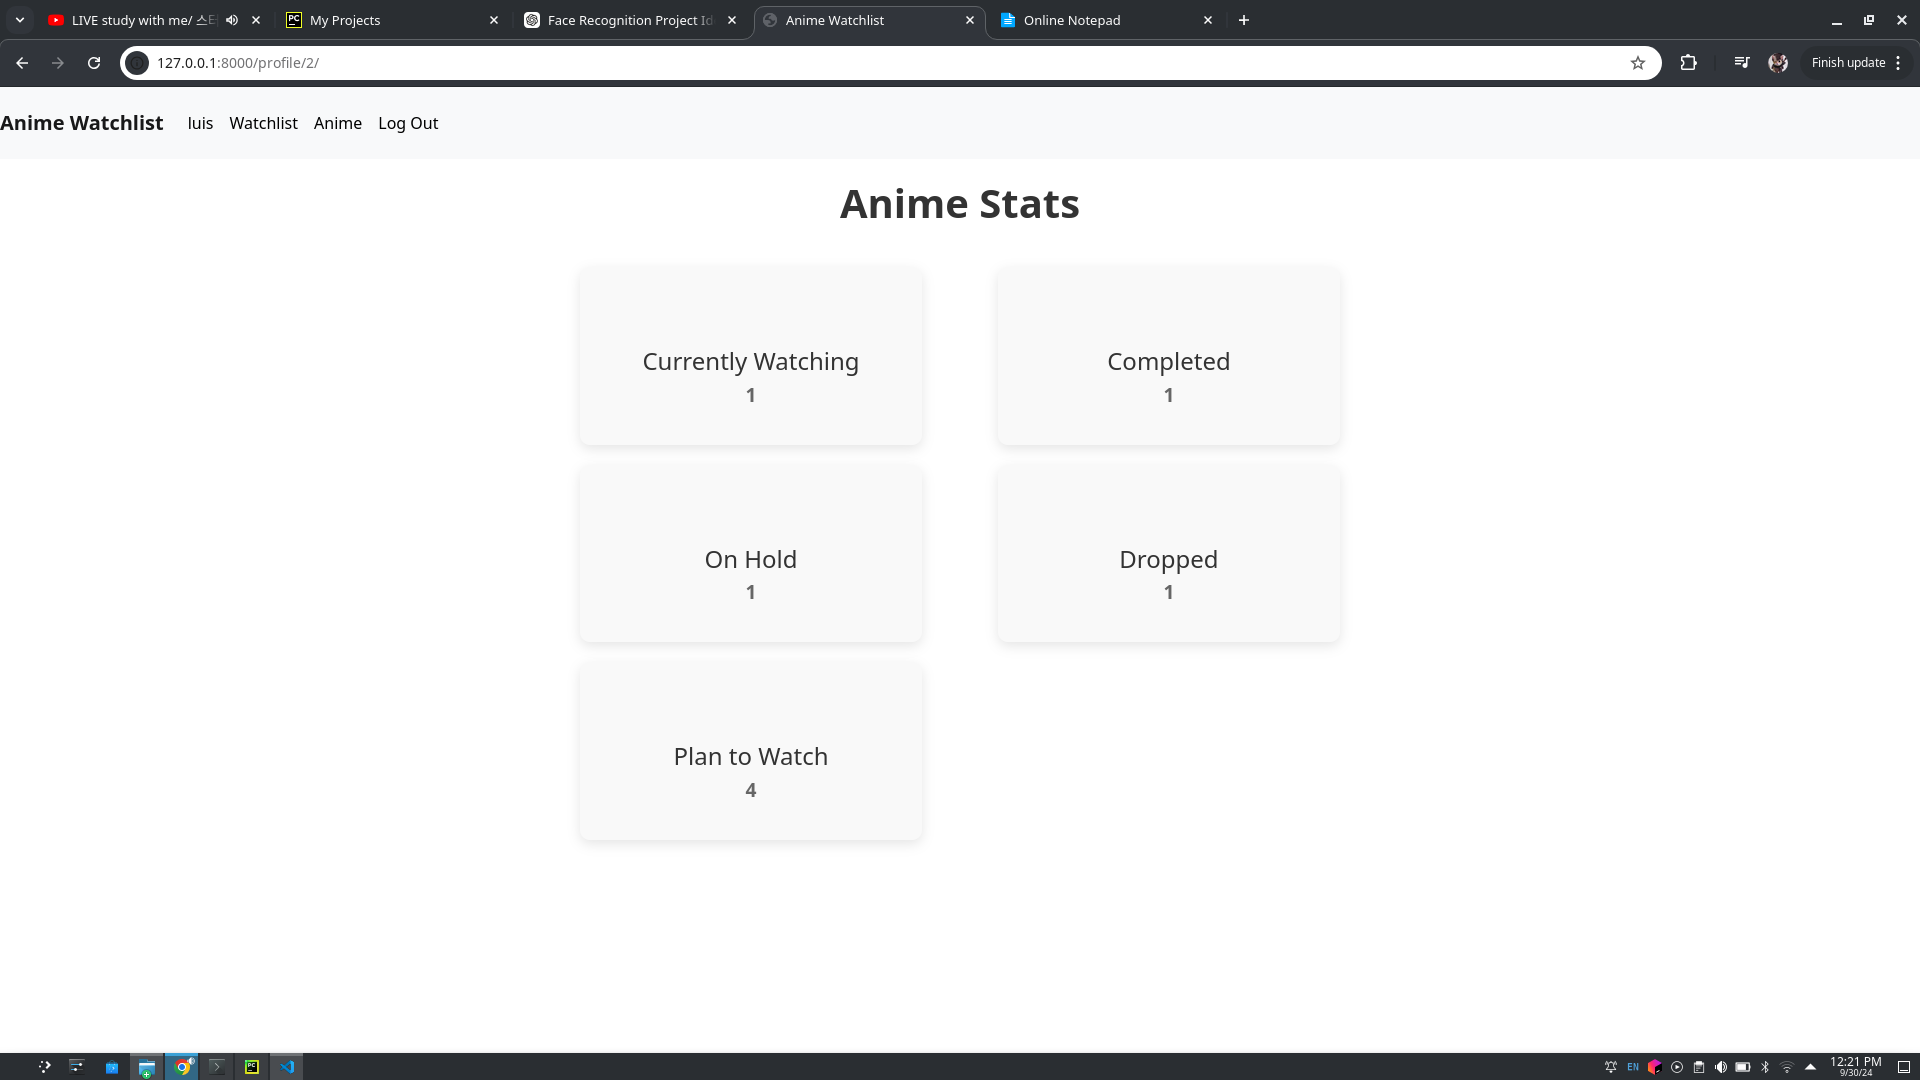 LIVE study with me/ 스터
My Projects
Face Recognition Project Id
Anime Watchlist
Online Notepad
127.0.0.1:8000/profile/2/
Finish update
Anime Watchlist luis Watchlist Anime Log Out
Anime Stats
Currently Watching
1
Completed
1
On Hold
1
Dropped
1
Plan to Watch
4
EN
12:21 PM
9/30/24